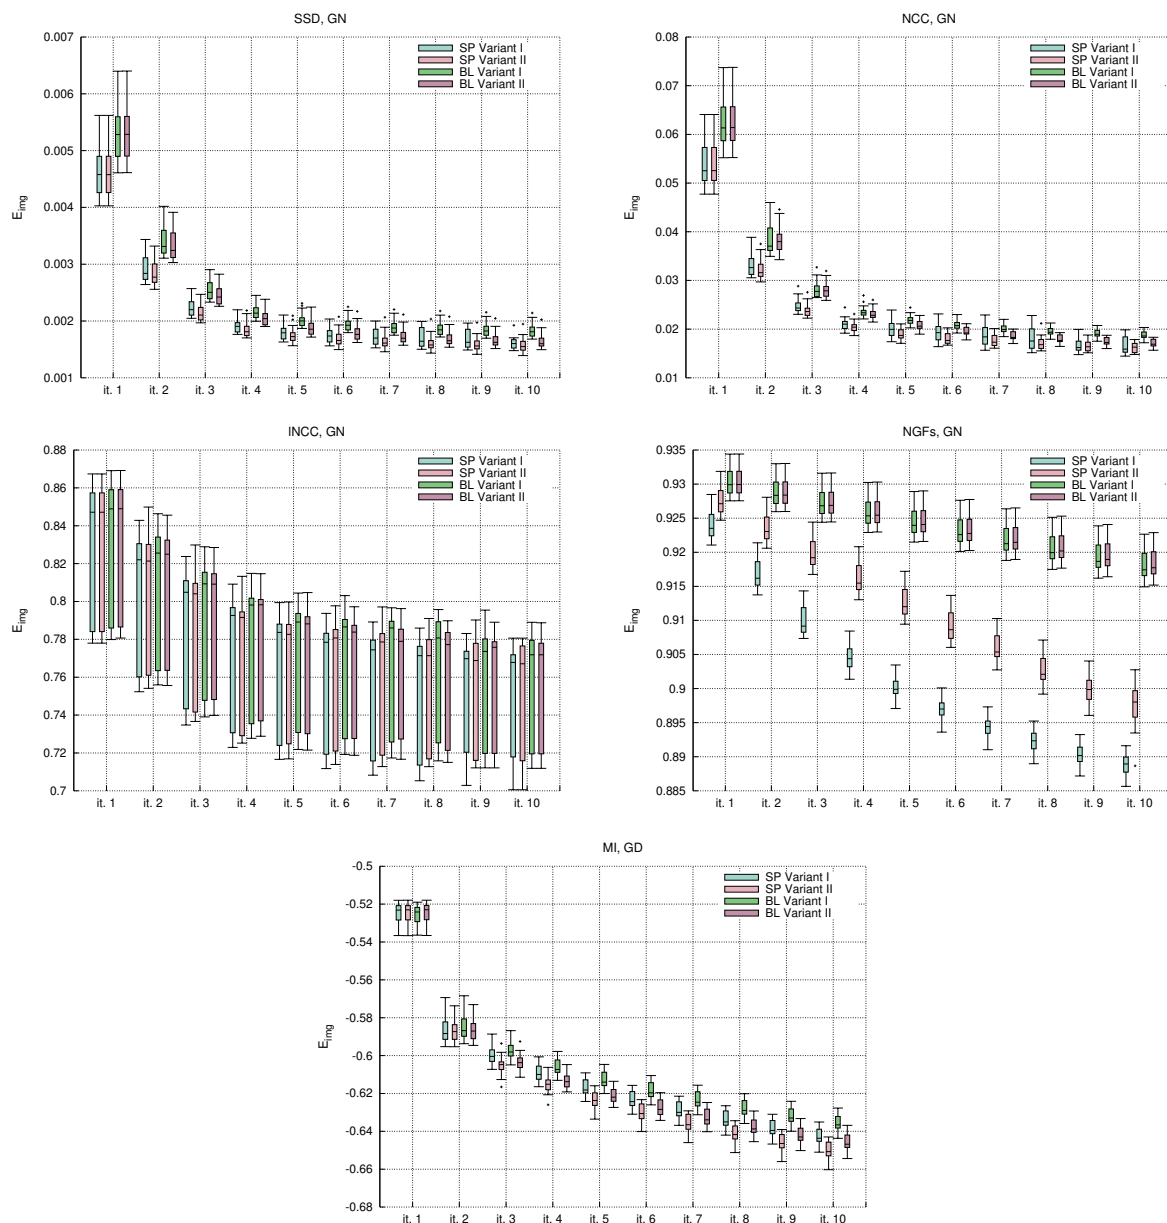 SSD, GN
0.007
0.006
0.005
0.004
0.003
0.002
0.001
E_img
it. 1 it. 2 it. 3 it. 4 it. 5 it. 6 it. 7 it. 8 it. 9 it. 10
SP Variant I
SP Variant II
BL Variant I
BL Variant II
NCC, GN
0.08
0.07
0.06
0.05
0.04
0.03
0.02
0.01
E_img
it. 1 it. 2 it. 3 it. 4 it. 5 it. 6 it. 7 it. 8 it. 9 it. 10
SP Variant I
SP Variant II
BL Variant I
BL Variant II
lNCC, GN
0.88
0.86
0.84
0.82
0.8
0.78
0.76
0.74
0.72
0.7
E_img
it. 1 it. 2 it. 3 it. 4 it. 5 it. 6 it. 7 it. 8 it. 9 it. 10
SP Variant I
SP Variant II
BL Variant I
BL Variant II
NGFs, GN
0.935
0.93
0.925
0.92
0.915
0.91
0.905
0.9
0.895
0.89
0.885
E_img
it. 1 it. 2 it. 3 it. 4 it. 5 it. 6 it. 7 it. 8 it. 9 it. 10
SP Variant I
SP Variant II
BL Variant I
BL Variant II
MI, GD
-0.5
-0.52
-0.54
-0.56
-0.58
-0.6
-0.62
-0.64
-0.66
-0.68
E_img
it. 1 it. 2 it. 3 it. 4 it. 5 it. 6 it. 7 it. 8 it. 9 it. 10
SP Variant I
SP Variant II
BL Variant I
BL Variant II